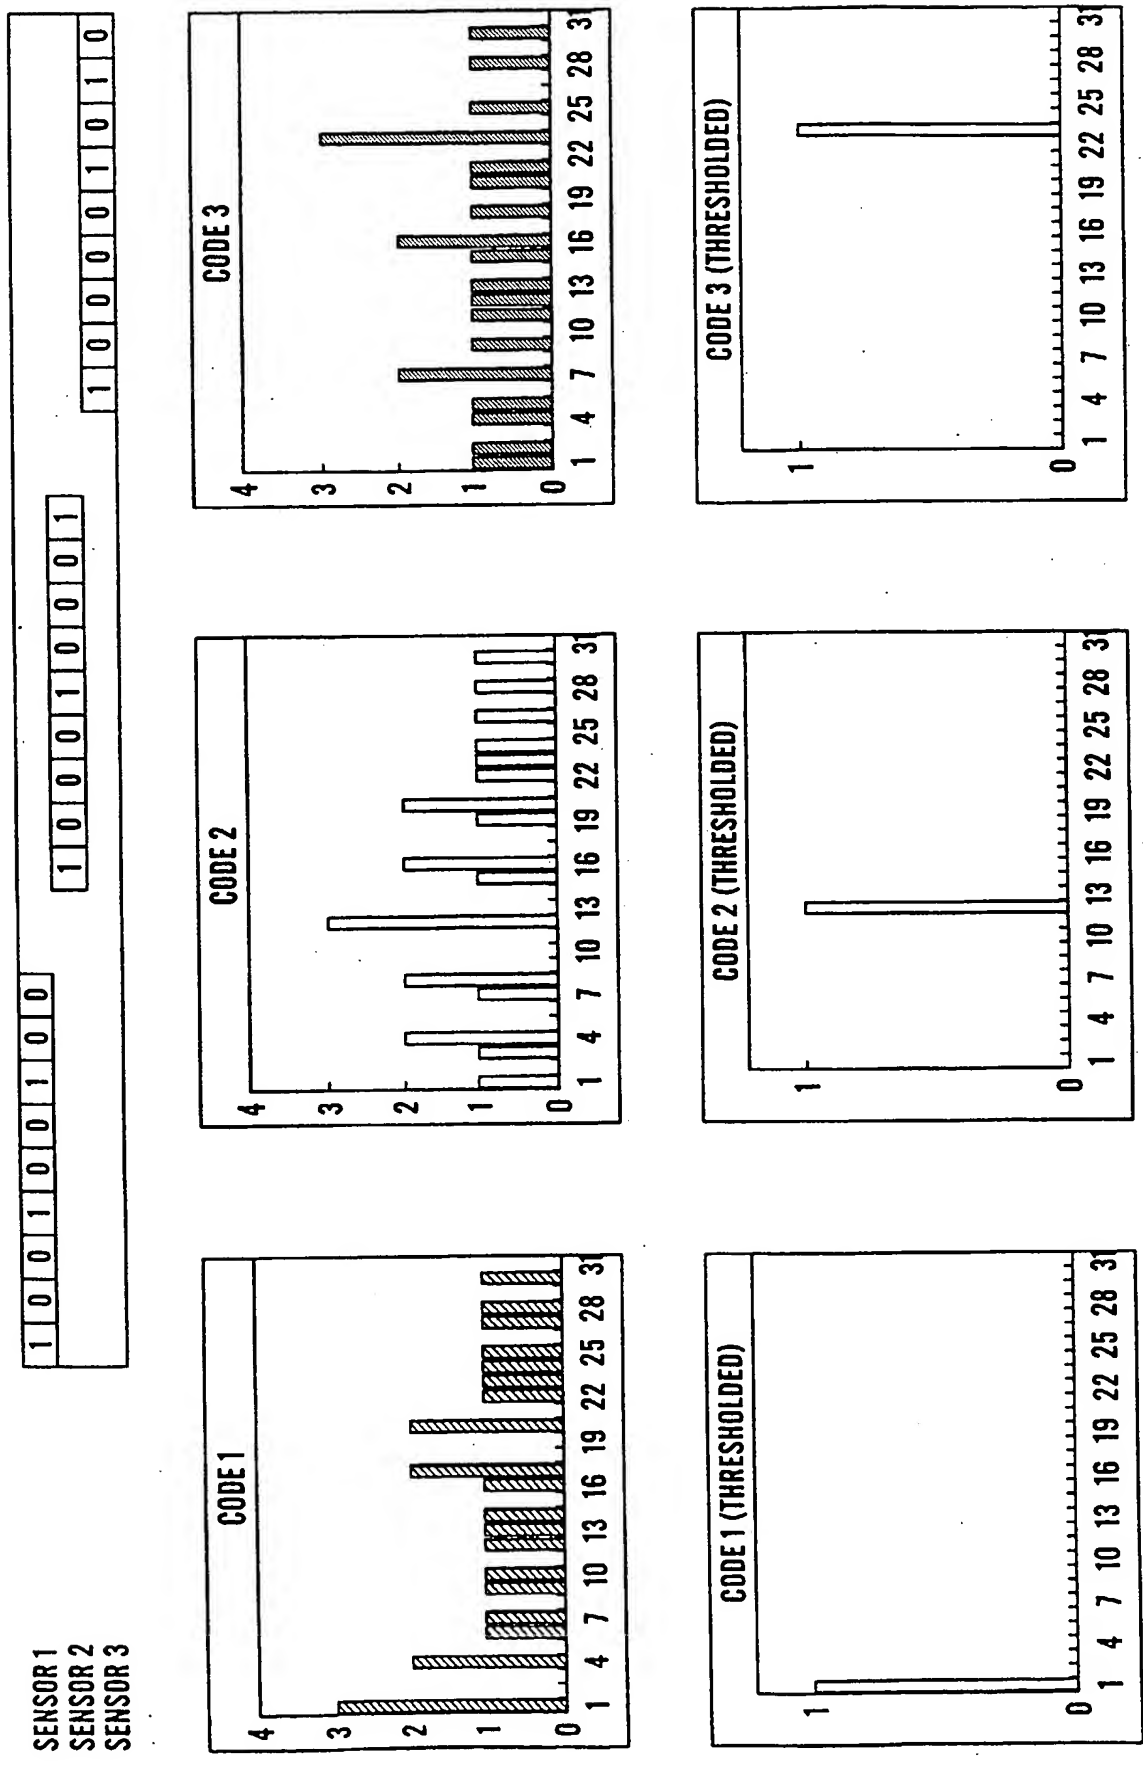 SENSOR 1
1 0 0 1 0 0 1 0 0
SENSOR 2
1 0 0 0 1 0 0 0 1
SENSOR 3
1 0 0 0 0 1 0 1 0
CODE 1
4
3
2
1
0
1 4 7 10 13 16 19 22 25 28 31
CODE 2
4
3
2
1
0
1 4 7 10 13 16 19 22 25 28 31
CODE 3
4
3
2
1
0
1 4 7 10 13 16 19 22 25 28 31
CODE 1 (THRESHOLDED)
1
0
1 4 7 10 13 16 19 22 25 28 31
CODE 2 (THRESHOLDED)
1
0
1 4 7 10 13 16 19 22 25 28 31
CODE 3 (THRESHOLDED)
1
0
1 4 7 10 13 16 19 22 25 28 31